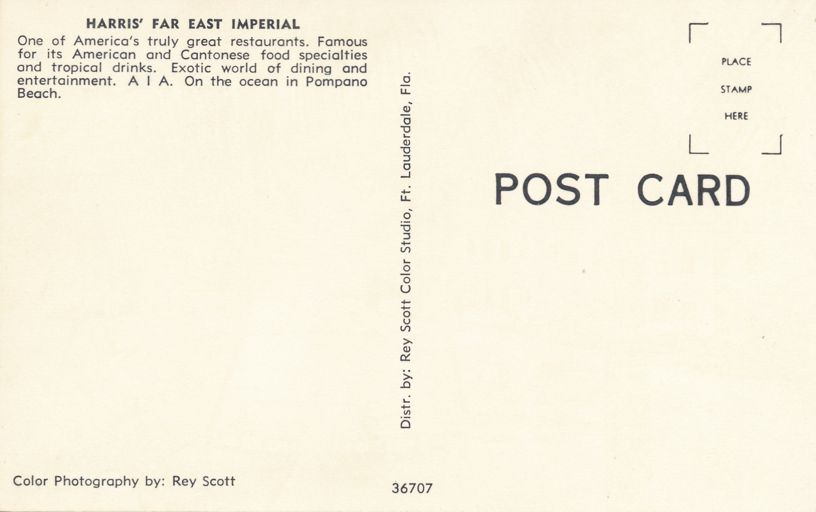 HARRIS' FAR EAST IMPERIAL
One of America's truly great restaurants. Famous
for its American and Cantonese food specialties
and tropical drinks. Exotic world of dining and
entertainment. A I A. On the ocean in Pompano
Beach.
Color Photography by: Rey Scott
Distr. by: Rey Scott Color Studio, Ft. Lauderdale, Fla.
36707
PLACE
STAMP
HERE
POST CARD